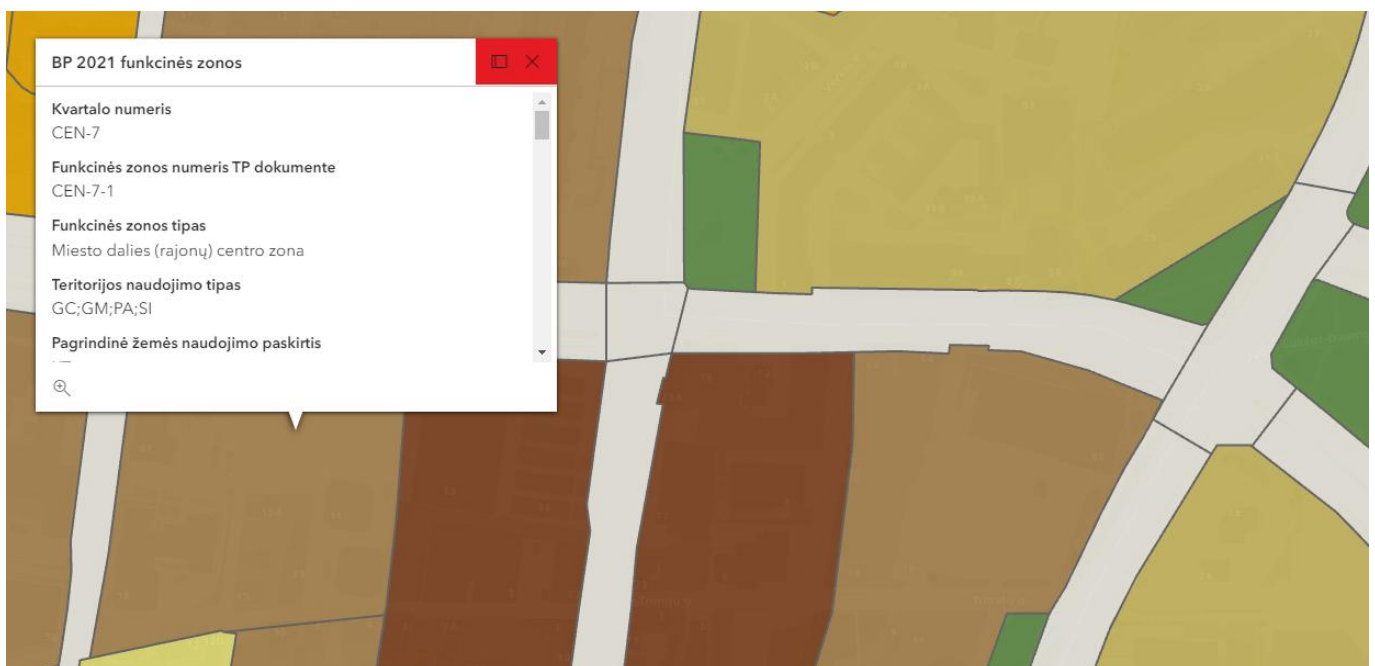 BP 2021 funkcinės zonos
Kvartalo numeris
CEN-7
Funkcinės zonos numeris TP dokumente
CEN-7-1
Funkcinės zonos tipas
Miesto dalies (rajonų) centro zona
Teritorijos naudojimo tipas
GC;GM;PA;SI
Pagrindinė žemės naudojimo paskirtis